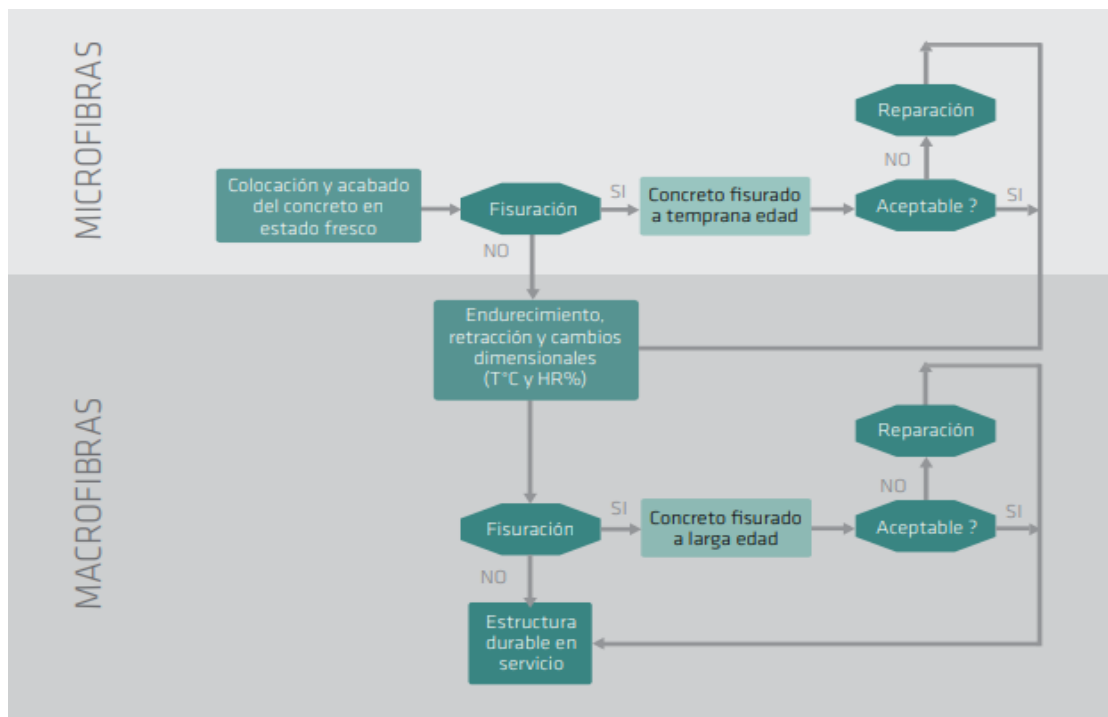 MICROFIBRAS
Reparación
NO
Colocación y acabado
del concreto en
estado fresco
Fisuración
SI
Concreto fisurado
a temprana edad
Aceptable ?
SI
NO
Endurecimiento,
retracción y cambios
dimensionales
(T°C y HR%)
MACROFIBRAS
Reparación
NO
Fisuración
SI
Concreto fisurado
a larga edad
Aceptable ?
SI
NO
Estructura
durable en
servicio